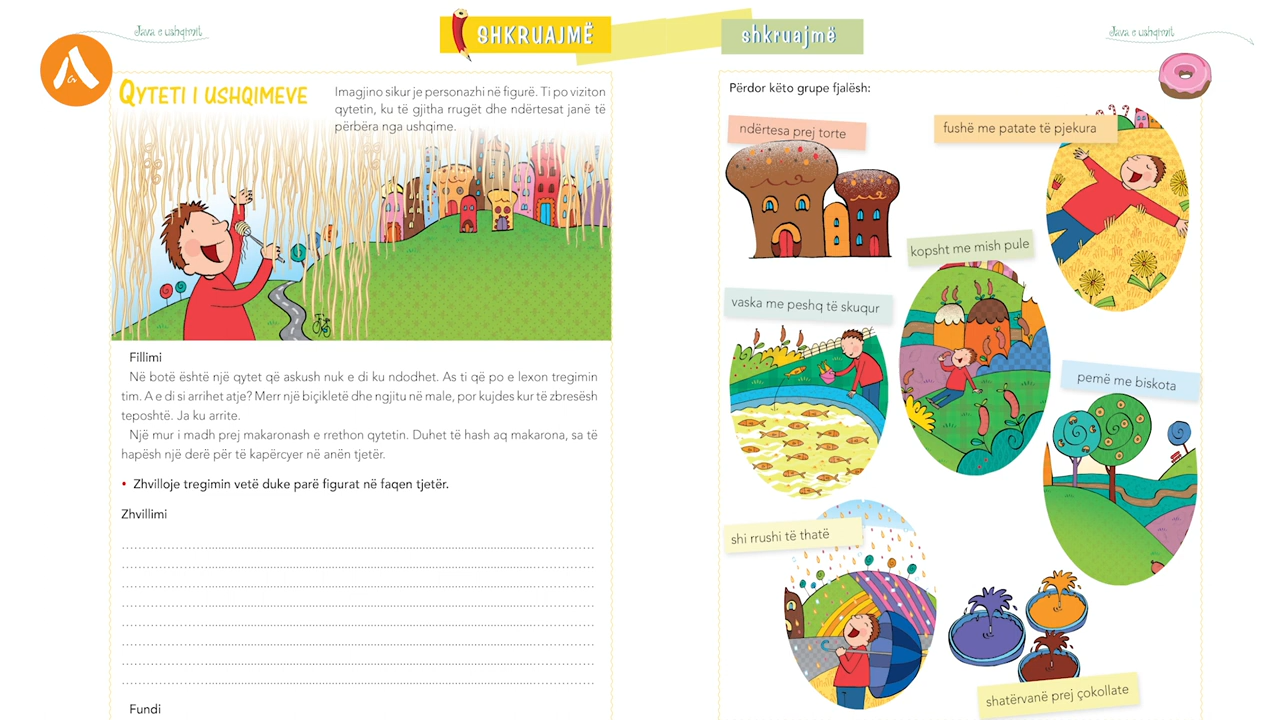 Java e ushqimit
SHKRUAJMË
shkruajmë
Java e ushqimit
QYTETI I USHQIMEVE
Imagjino sikur je personazhi në figurë. Ti po viziton
qytetin, ku të gjitha rrugët dhe ndërtesat janë të
përbëra nga ushqime.
Fillimi
Në botë është një qytet që askush nuk e di ku ndodhet. As ti që po e lexon tregimin
tim. A e di si arrihet atje? Merr një biçikletë dhe ngjitu në male, por kujdes kur të zbresësh
teposhtë. Ja ku arrite.
Një mur i madh prej makaronash e rrethon qytetin. Duhet të hash aq makarona, sa të
hapësh një derë për të kapërcyer në anën tjetër.
• Zhvilloje tregimin vetë duke parë figurat në faqen tjetër.
Zhvillimi
Fundi
Përdor këto grupe fjalësh:
ndërtesa prej torte
fushë me patate të pjekura
kopsht me mish pule
vaska me peshq të skuqur
pemë me biskota
shi rrushi të thatë
shatërvanë prej çokollate